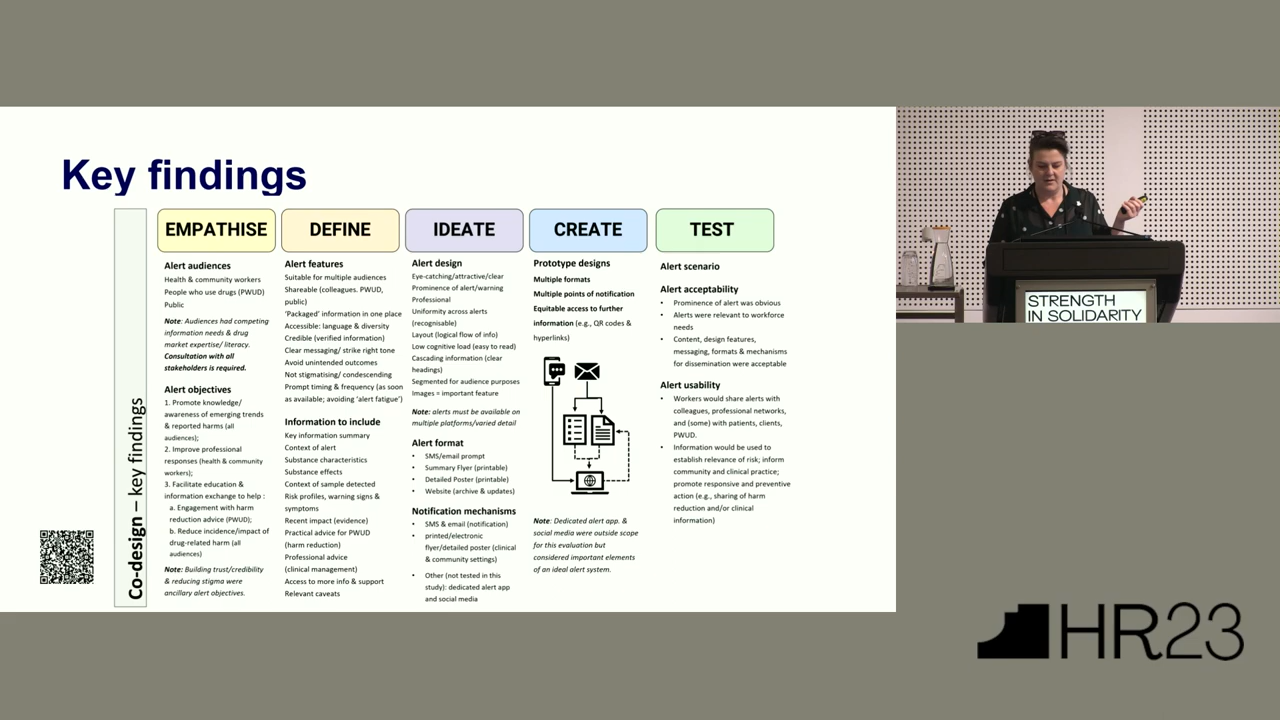 Key findings
Co-design – key findings
EMPATHISE
Alert audiences
Health & community workers
People who use drugs (PWUD)
Public
Note: Audiences had competing
information needs & drug
market expertise/ literacy.
Consultation with all
stakeholders is required.
Alert objectives
1. Promote knowledge/
awareness of emerging trends
& reported harms (all
audiences);
2. Improve professional
responses (health & community
workers);
3. Facilitate education &
information exchange to help :
a. Engagement with harm
reduction advice (PWUD);
b. Reduce incidence/impact of
drug-related harm (all
audiences)
Note: Building trust/credibility
& reducing stigma were
ancillary alert objectives.
DEFINE
Alert features
Suitable for multiple audiences
Shareable (colleagues. PWUD,
public)
‘Packaged’ information in one place
Accessible: language & diversity
Credible (verified information)
Clear messaging/ strike right tone
Avoid unintended outcomes
Not stigmatising/ condescending
Prompt timing & frequency (as soon
as available; avoiding ‘alert fatigue’)
Information to include
Key information summary
Context of alert
Substance characteristics
Substance effects
Context of sample detected
Risk profiles, warning signs &
symptoms
Recent impact (evidence)
Practical advice for PWUD
(harm reduction)
Professional advice
(clinical management)
Access to more info & support
Relevant caveats
IDEATE
Alert design
Eye-catching/attractive/clear
Prominence of alert/warning
Professional
Uniformity across alerts
(recognisable)
Layout (logical flow of info)
Low cognitive load (easy to read)
Cascading information (clear
headings)
Segmented for audience purposes
Images = important feature
Note: alerts must be available on
multiple platforms/varied detail
Alert format
• SMS/email prompt
• Summary Flyer (printable)
• Detailed Poster (printable)
• Website (archive & updates)
Notification mechanisms
• SMS & email (notification)
• printed/electronic
flyer/detailed poster (clinical
& community settings)
• Other (not tested in this
study): dedicated alert app
and social media
CREATE
Prototype designs
Multiple formats
Multiple points of notification
Equitable access to further
information (e.g., QR codes &
hyperlinks)
Note: Dedicated alert app. &
social media were outside scope
for this evaluation but
considered important elements
of an ideal alert system.
TEST
Alert scenario
Alert acceptability
• Prominence of alert was obvious
• Alerts were relevant to workforce
needs
• Content, design features,
messaging, formats & mechanisms
for dissemination were acceptable
Alert usability
• Workers would share alerts with
colleagues, professional networks,
and (some) with patients, clients,
PWUD.
• Information would be used to
establish relevance of risk; inform
community and clinical practice;
promote responsive and preventive
action (e.g., sharing of harm
reduction and/or clinical
information)
STRENGTH
IN SOLIDARITY
HR23